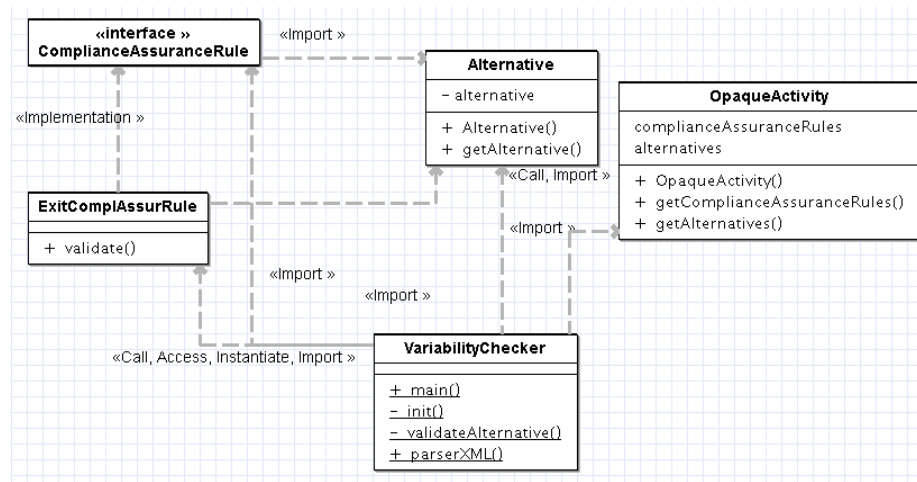 «interface »
ComplianceAssuranceRule
«Import »
Alternative
- alternative
+ Alternative()
+ getAlternative()
OpaqueActivity
complianceAssuranceRules
alternatives
+ OpaqueActivity()
+ getComplianceAssuranceRules()
+ getAlternatives()
«Implementation »
«Call, Import »
ExitComplAssurRule
+ validate()
«Import »
«Import »
«Import »
«Call, Access, Instantiate, Import »
VariabilityChecker
+ main()
- init()
- validateAlternative()
+ parserXML()